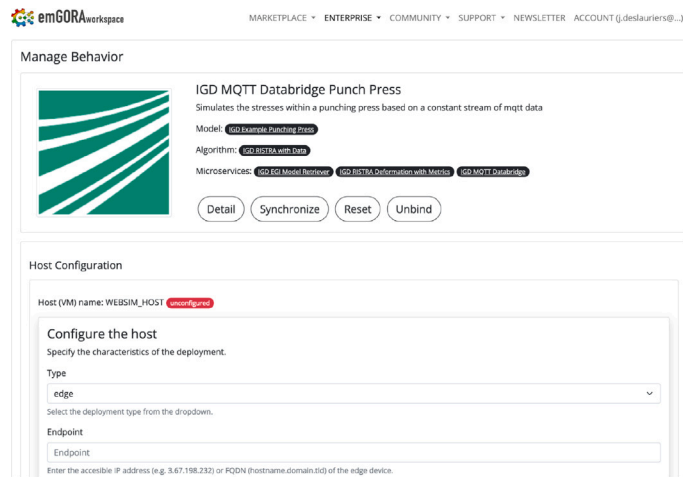 emGORAworkspace
MARKETPLACE ENTERPRISE COMMUNITY SUPPORT NEWSLETTER ACCOUNT (j.deslauriers@...)
Manage Behavior
IGD MQTT Databridge Punch Press
Simulates the stresses within a punching press based on a constant stream of mqtt data
Model: IGD Example Punching Press
Algorithm: IGD RISTRA with Data
Microservices: IGD EGI Model Retriever IGD RISTRA Deformation with Metrics IGD MQTT Databridge
Detail Synchronize Reset Unbind
Host Configuration
Host (VM) name: WEBSIM_HOST unconfigured
Configure the host
Specify the characteristics of the deployment.
Type
edge
Select the deployment type from the dropdown.
Endpoint
Endpoint
Enter the accesible IP address (e.g. 3.67.198.232) or FQDN (hostname.domain.tld) of the edge device.